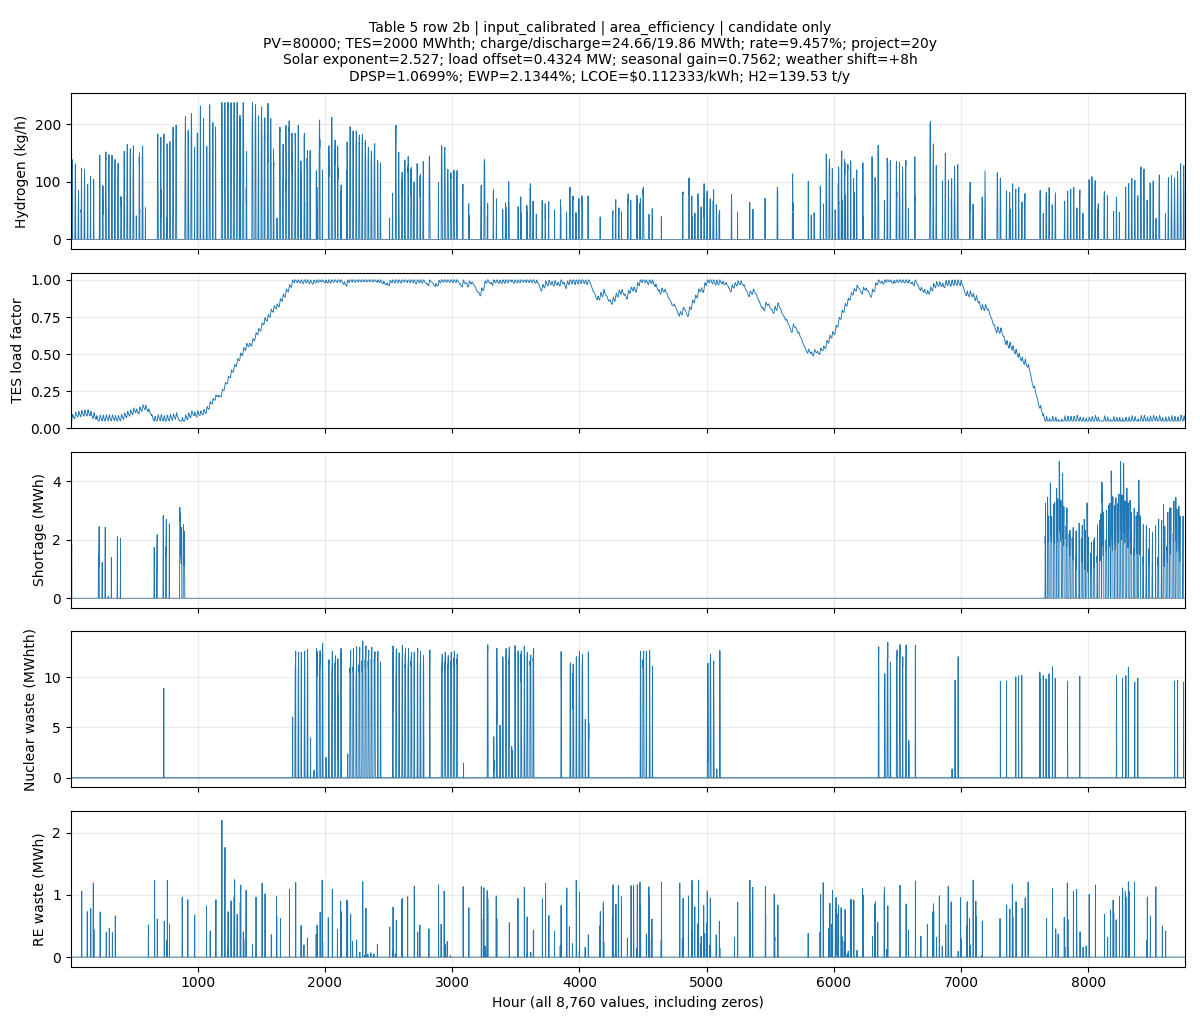 Table 5 row 2b | input_calibrated | area_efficiency | candidate only
PV=80000; TES=2000 MWhth; charge/discharge=24.66/19.86 MWth; rate=9.457%; project=20y
Solar exponent=2.527; load offset=0.4324 MW; seasonal gain=0.7562; weather shift=+8h
DPSP=1.0699%; EWP=2.1344%; LCOE=$0.112333/kWh; H2=139.53 t/y
Hydrogen (kg/h)
200
100
0
TES load factor
1.00
0.75
0.50
0.25
0.00
Shortage (MWh)
4
2
0
Nuclear waste (MWhth)
10
5
0
RE waste (MWh)
2
1
0
1000 2000 3000 4000 5000 6000 7000 8000
Hour (all 8,760 values, including zeros)